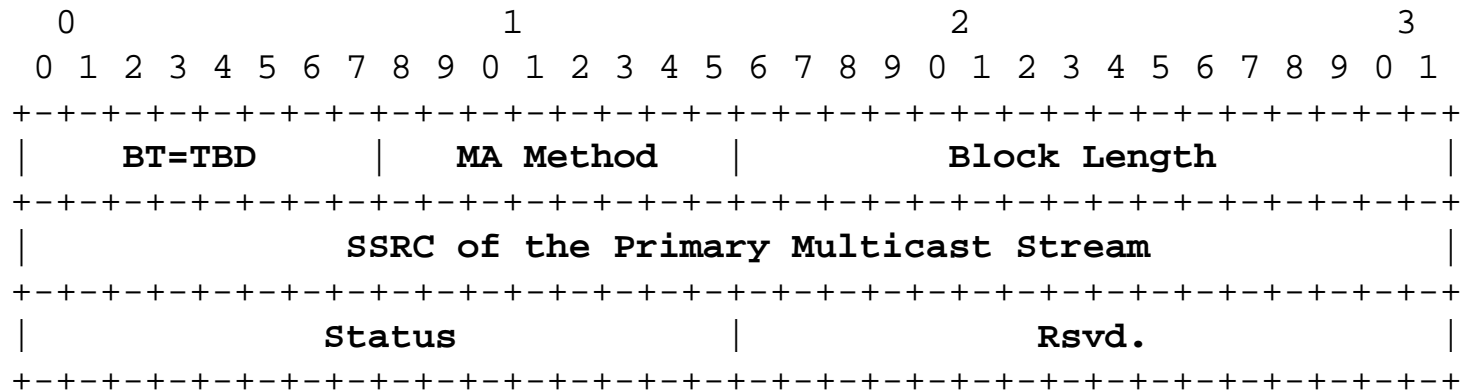 0                   1                   2                   3
 0 1 2 3 4 5 6 7 8 9 0 1 2 3 4 5 6 7 8 9 0 1 2 3 4 5 6 7 8 9 0 1
+-+-+-+-+-+-+-+-+-+-+-+-+-+-+-+-+-+-+-+-+-+-+-+-+-+-+-+-+-+-+-+-+
|    BT=TBD     |   MA Method   |         Block Length          |
+-+-+-+-+-+-+-+-+-+-+-+-+-+-+-+-+-+-+-+-+-+-+-+-+-+-+-+-+-+-+-+-+
|              SSRC of the Primary Multicast Stream             |
+-+-+-+-+-+-+-+-+-+-+-+-+-+-+-+-+-+-+-+-+-+-+-+-+-+-+-+-+-+-+-+-+
|             Status            |             Rsvd.             |
+-+-+-+-+-+-+-+-+-+-+-+-+-+-+-+-+-+-+-+-+-+-+-+-+-+-+-+-+-+-+-+-+